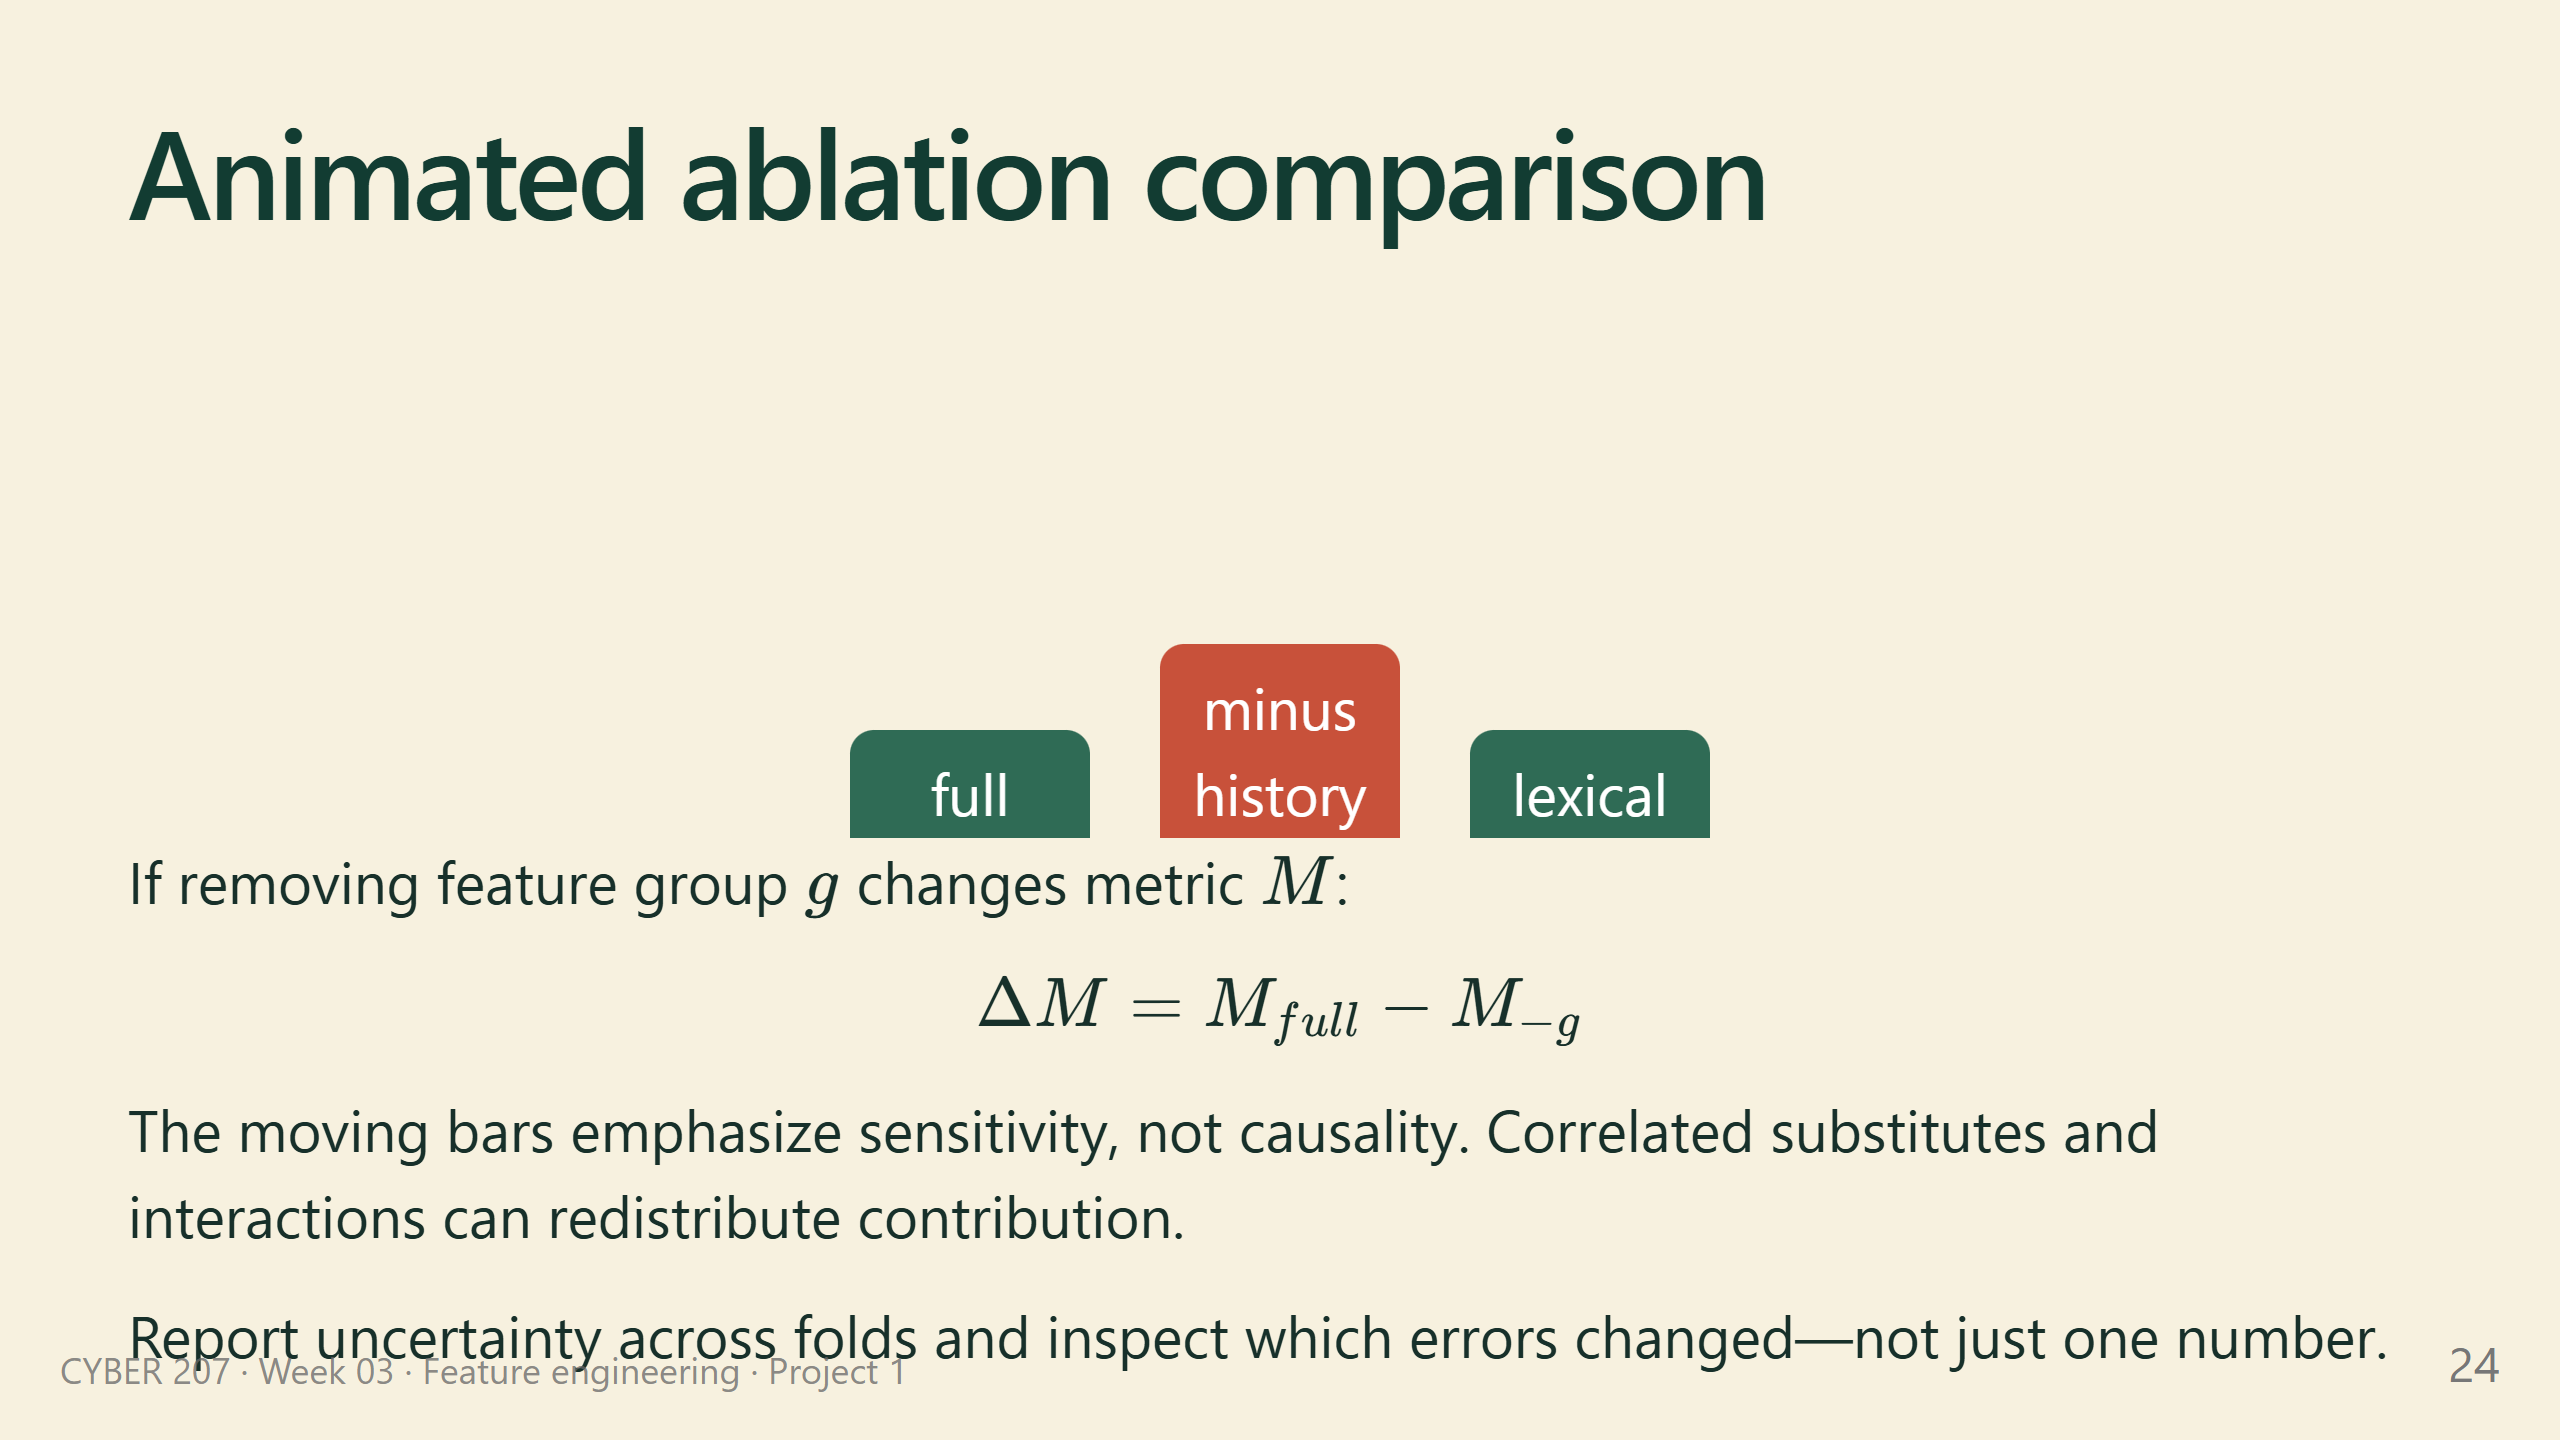 Animated ablation comparison
full
minus
history
lexical
If removing feature group g changes metric M:
ΔM = M_{full} − M_{−g}
The moving bars emphasize sensitivity, not causality. Correlated substitutes and
interactions can redistribute contribution.
Report uncertainty across folds and inspect which errors changed—not just one number.
CYBER 207 · Week 03 · Feature engineering · Project 1
24